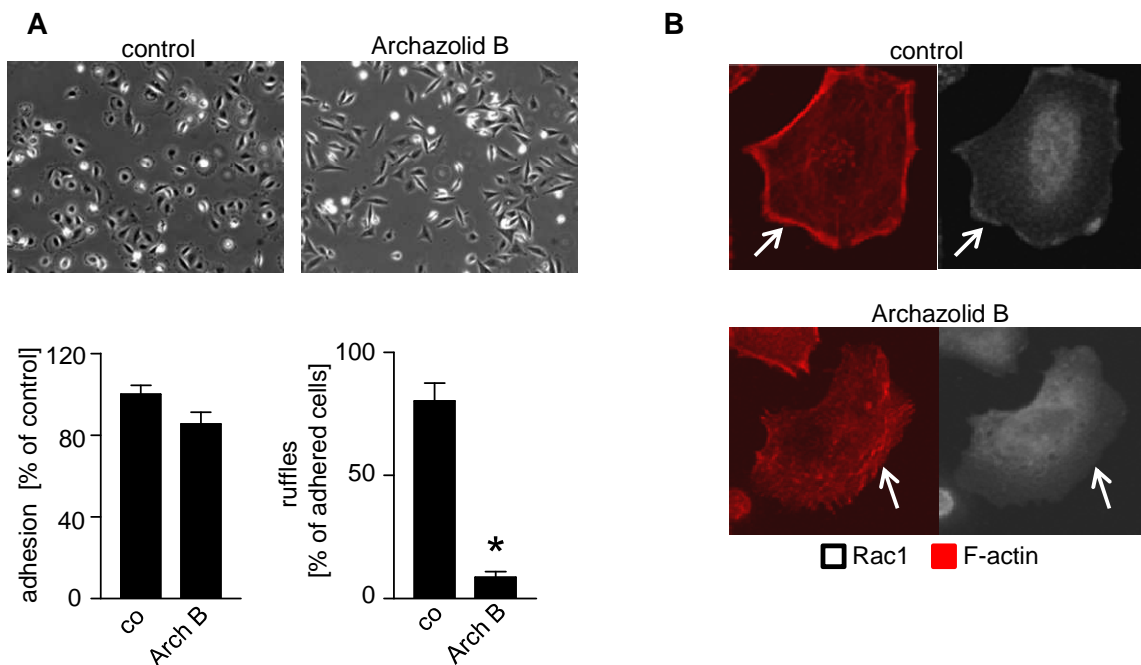 A
control
Archazolid B
adhesion [% of control]
120
80
40
0
co
Arch B
ruffles
[% of adhered cells]
100
50
0
*
co
Arch B
B
control
Archazolid B
Rac1
F-actin